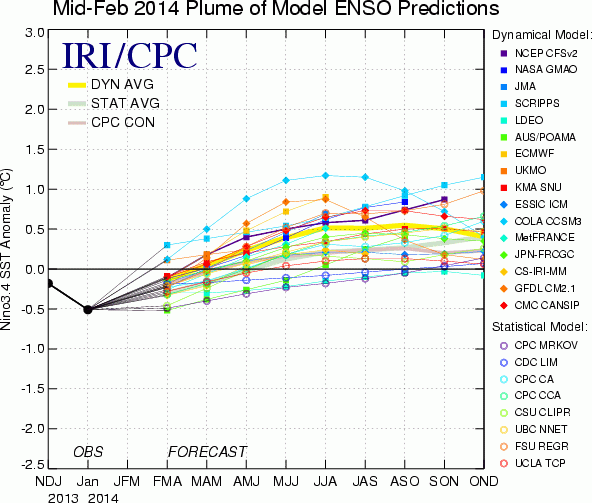 Mid-Feb 2014 Plume of Model ENSO Predictions
3.0
2.5
2.0
1.5
1.0
0.5
0.0
-0.5
-1.0
-1.5
-2.0
-2.5
Nino3.4 SST Anomaly (°C)
IRI/CPC
DYN AVG
STAT AVG
CPC CON
OBS FORECAST
NDJ Jan JFM FMA MAM AMJ MJJ JJA JAS ASO SON OND
2013 2014
Dynamical Model:
NCEP CFSv2
NASA GMAO
JMA
SCRIPPS
LDEO
AUS/POAMA
ECMWF
UKMO
KMA SNU
ESSIC ICM
COLA CCSM3
MetFRANCE
JPN-FROGC
CS-IRI-MM
GFDL CM2.1
CMC CANSIP
Statistical Model:
CPC MRKOV
CDC LIM
CPC CA
CPC CCA
CSU CLIPR
UBC NNET
FSU REGR
UCLA TCP